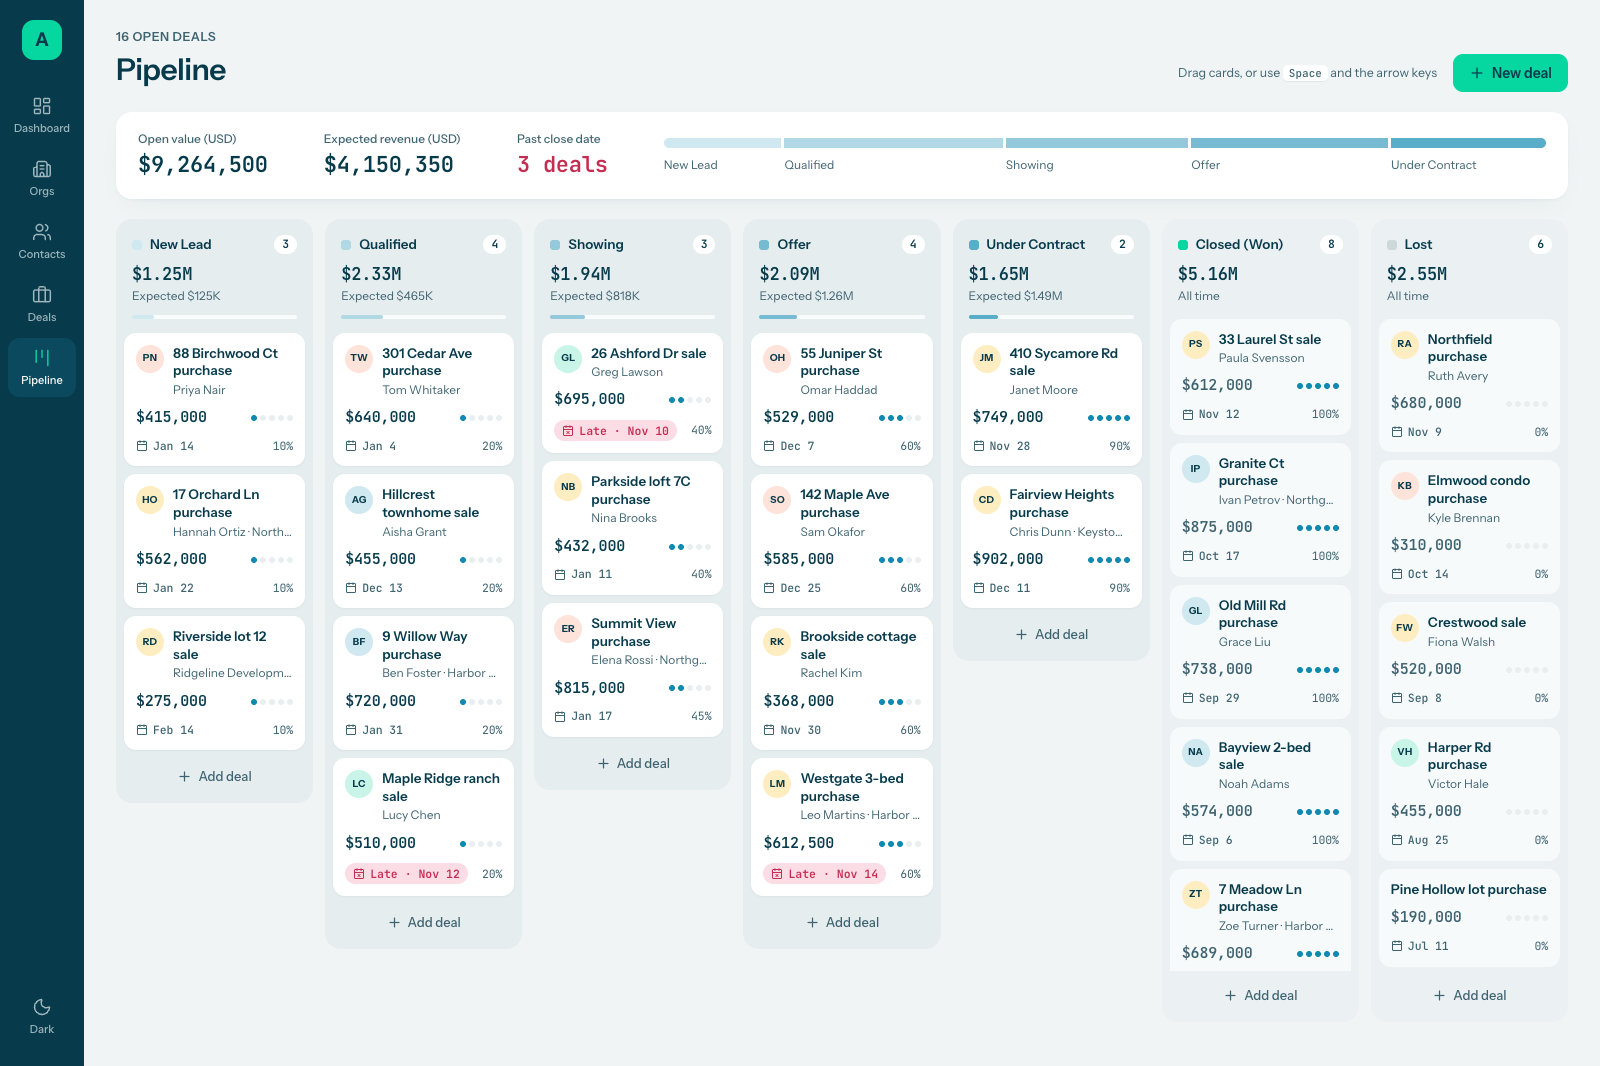 A
Dashboard
Orgs
Contacts
Deals
Pipeline
Dark
16 OPEN DEALS
Pipeline
Drag cards, or use Space and the arrow keys
New deal
Open value (USD)
$9,264,500
Expected revenue (USD)
$4,150,350
Past close date
3 deals
New Lead
Qualified
Showing
Offer
Under Contract
New Lead 3
$1.25M
Expected $125K
PN
88 Birchwood Ct
purchase
Priya Nair
$415,000
Jan 14 10%
HO
17 Orchard Ln
purchase
Hannah Ortiz · North...
$562,000
Jan 22 10%
RD
Riverside lot 12
sale
Ridgeline Developm...
$275,000
Feb 14 10%
Add deal
Qualified 4
$2.33M
Expected $465K
TW
301 Cedar Ave
purchase
Tom Whitaker
$640,000
Jan 4 20%
AG
Hillcrest
townhome sale
Aisha Grant
$455,000
Dec 13 20%
BF
9 Willow Way
purchase
Ben Foster · Harbor ...
$720,000
Jan 31 20%
LC
Maple Ridge ranch
sale
Lucy Chen
$510,000
Late · Nov 12 20%
Add deal
Showing 3
$1.94M
Expected $818K
GL
26 Ashford Dr sale
Greg Lawson
$695,000
Late · Nov 10 40%
NB
Parkside loft 7C
purchase
Nina Brooks
$432,000
Jan 11 40%
ER
Summit View
purchase
Elena Rossi · Northg...
$815,000
Jan 17 45%
Add deal
Offer 4
$2.09M
Expected $1.26M
OH
55 Juniper St
purchase
Omar Haddad
$529,000
Dec 7 60%
SO
142 Maple Ave
purchase
Sam Okafor
$585,000
Dec 25 60%
RK
Brookside cottage
sale
Rachel Kim
$368,000
Nov 30 60%
LM
Westgate 3-bed
purchase
Leo Martins · Harbor ...
$612,500
Late · Nov 14 60%
Add deal
Under Contract 2
$1.65M
Expected $1.49M
JM
410 Sycamore Rd
sale
Janet Moore
$749,000
Nov 28 90%
CD
Fairview Heights
purchase
Chris Dunn · Keysto...
$902,000
Dec 11 90%
Add deal
Closed (Won) 8
$5.16M
All time
PS
33 Laurel St sale
Paula Svensson
$612,000
Nov 12 100%
IP
Granite Ct
purchase
Ivan Petrov · Northg...
$875,000
Oct 17 100%
GL
Old Mill Rd
purchase
Grace Liu
$738,000
Sep 29 100%
NA
Bayview 2-bed
sale
Noah Adams
$574,000
Sep 6 100%
ZT
7 Meadow Ln
purchase
Zoe Turner · Harbor ...
$689,000
Add deal
Lost 6
$2.55M
All time
RA
Northfield
purchase
Ruth Avery
$680,000
Nov 9 0%
KB
Elmwood condo
purchase
Kyle Brennan
$310,000
Oct 14 0%
FW
Crestwood sale
Fiona Walsh
$520,000
Sep 8 0%
VH
Harper Rd
purchase
Victor Hale
$455,000
Aug 25 0%
Pine Hollow lot purchase
$190,000
Jul 11 0%
Add deal